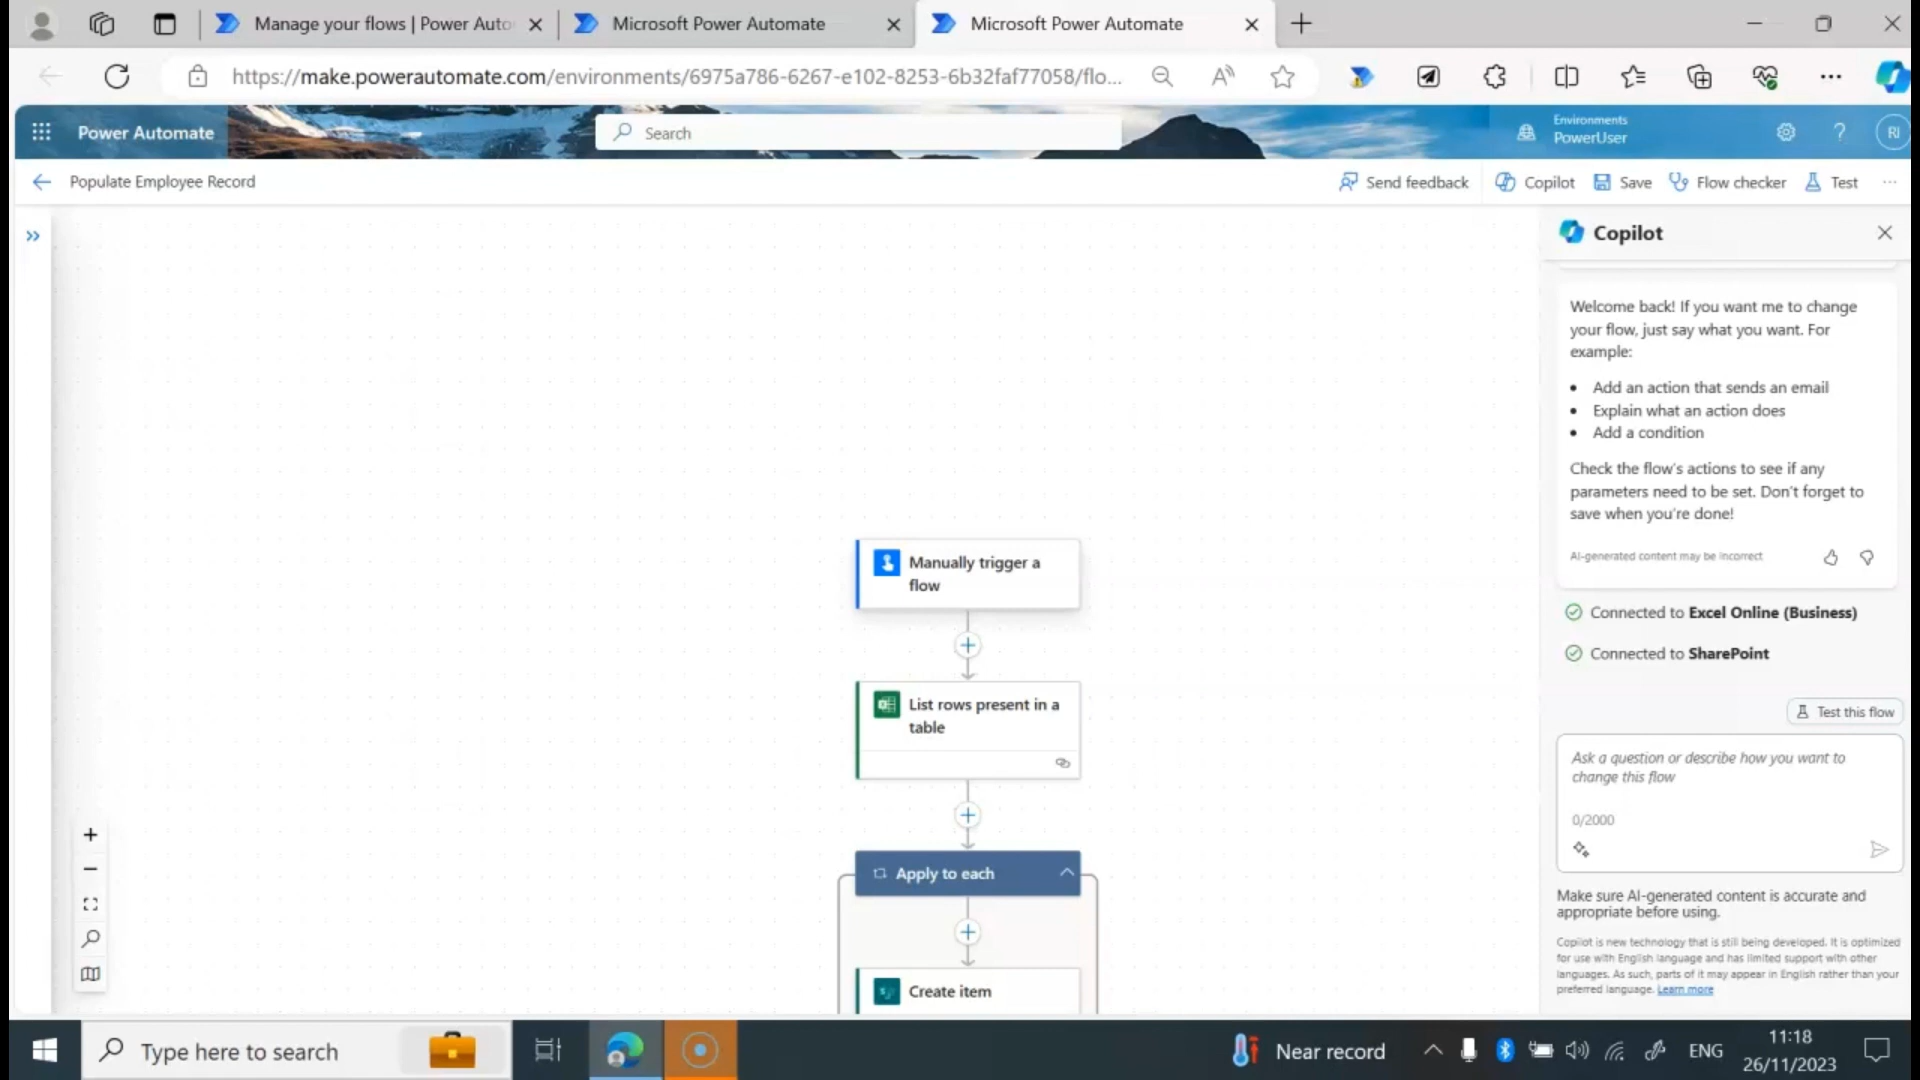 Manage your flows | Power Auto
Microsoft Power Automate
Microsoft Power Automate
https://make.powerautomate.com/environments/6975a786-6267-e102-8253-6b32faf77058/flo...
Power Automate
Search
Environments
PowerUser
RI
Populate Employee Record
Send feedback
Copilot
Save
Flow checker
Test
Copilot
Welcome back! If you want me to change
your flow, just say what you want. For
example:
• Add an action that sends an email
• Explain what an action does
• Add a condition
Check the flow's actions to see if any
parameters need to be set. Don't forget to
save when you're done!
AI-generated content may be incorrect
Connected to Excel Online (Business)
Connected to SharePoint
Test this flow
Ask a question or describe how you want to
change this flow
0/2000
Make sure AI-generated content is accurate and
appropriate before using.
Copilot is new technology that is still being developed. It is optimized
for use with English language and has limited support with other
languages. As such, parts of it may appear in English rather than your
preferred language. Learn more
Manually trigger a
flow
List rows present in a
table
Apply to each
Create item
Type here to search
Near record
ENG
11:18
26/11/2023